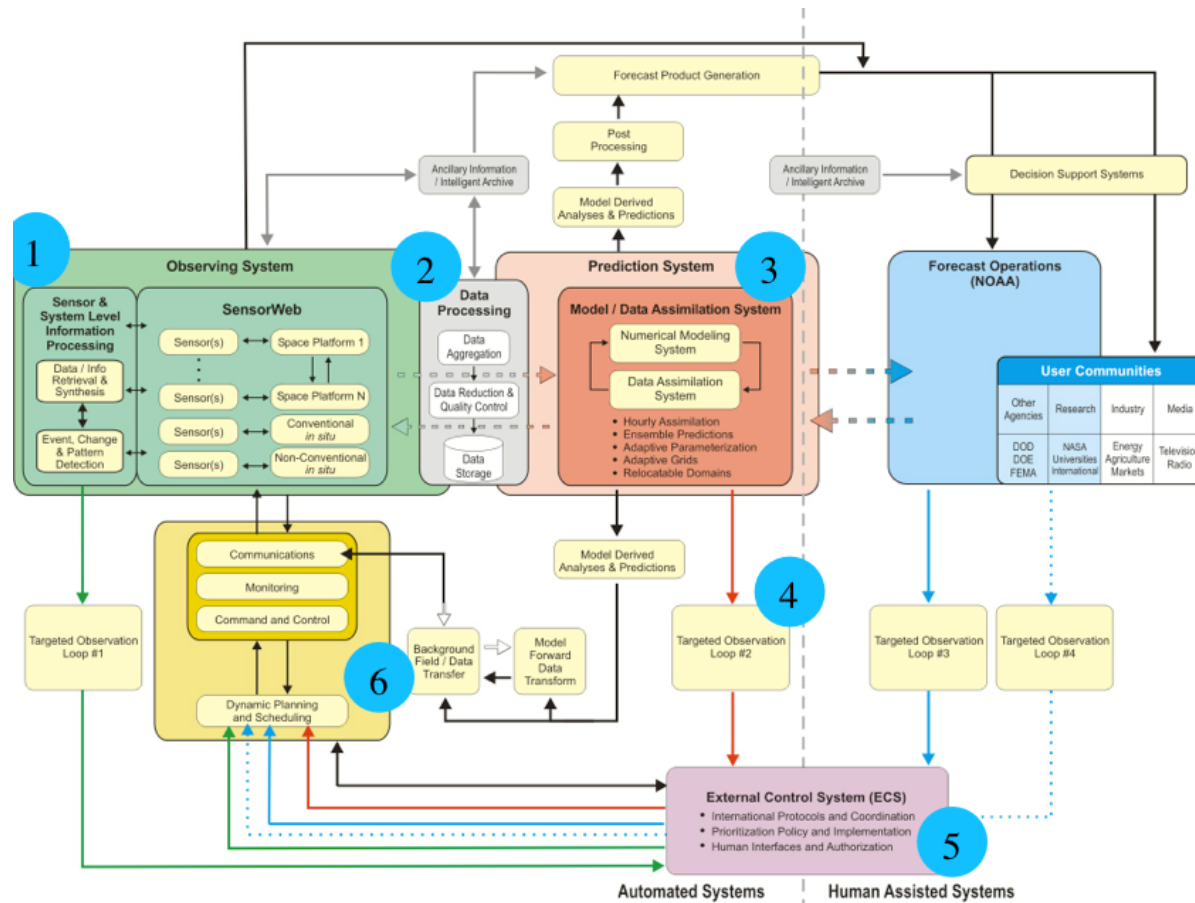 Forecast Product Generation
Post
Processing
Ancillary Information
/ Intelligent Archive
Model Derived
Analyses & Predictions
Ancillary Information
/ Intelligent Archive
Decision Support Systems
1
Observing System
Sensor &
System Level
Information
Processing
Data / Info
Retrieval &
Synthesis
Event, Change
& Pattern
Detection
SensorWeb
Sensor(s)
Space Platform 1
Sensor(s)
Space Platform N
Sensor(s)
Conventional
in situ
Sensor(s)
Non-Conventional
in situ
2
Data
Processing
Data
Aggregation
Data Reduction &
Quality Control
Data
Storage
Prediction System
3
Model / Data Assimilation System
Numerical Modeling
System
Data Assimilation
System
• Hourly Assimilation
• Ensemble Predictions
• Adaptive Parameterization
• Adaptive Grids
• Relocatable Domains
Forecast Operations
(NOAA)
User Communities
Other
Agencies
Research
Industry
Media
DOD
DOE
FEMA
NASA
Universities
International
Energy
Agriculture
Markets
Television
Radio
Communications
Monitoring
Command and Control
Dynamic Planning
and Scheduling
6
Model Derived
Analyses & Predictions
Background
Field / Data
Transfer
Model
Forward
Data
Transform
Targeted Observation
Loop #1
4
Targeted Observation
Loop #2
Targeted Observation
Loop #3
Targeted Observation
Loop #4
External Control System (ECS)
• International Protocols and Coordination
• Prioritization Policy and Implementation
• Human Interfaces and Authorization
5
Automated Systems
Human Assisted Systems